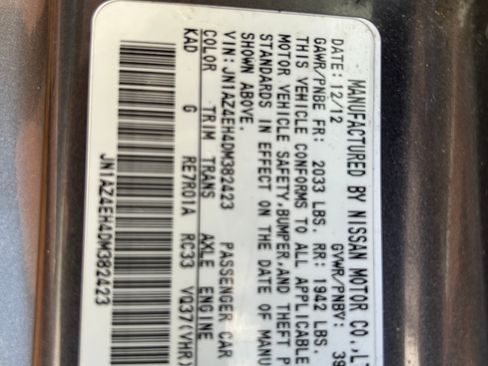 MANUFACTURED BY NISSAN MOTOR CO.,
DATE: 12/12 GVWR/PNBV:
GAWR/PNBE FR: 2033 LBS. RR: 1942 LBS.
THIS VEHICLE CONFORMS TO ALL APPLICABLE
MOTOR VEHICLE SAFETY,BUMPER,AND THEFT
STANDARDS IN EFFECT ON THE DATE OF
SHOWN ABOVE.
VIN:JN1AZ4EH4DM382423 PASSENGER CAR
COLOR TRIM TRANS AXLE ENGINE
KAD G RE7R01A RC33 VQ37(VHR)
JN1AZ4EH4DM382423